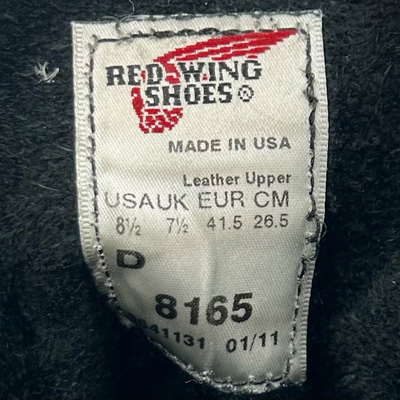 RED WING
SHOES®
MADE IN USA
Leather Upper
USA UK EUR CM
8½ 7½ 41.5 26.5
D
8165
41131 01/11